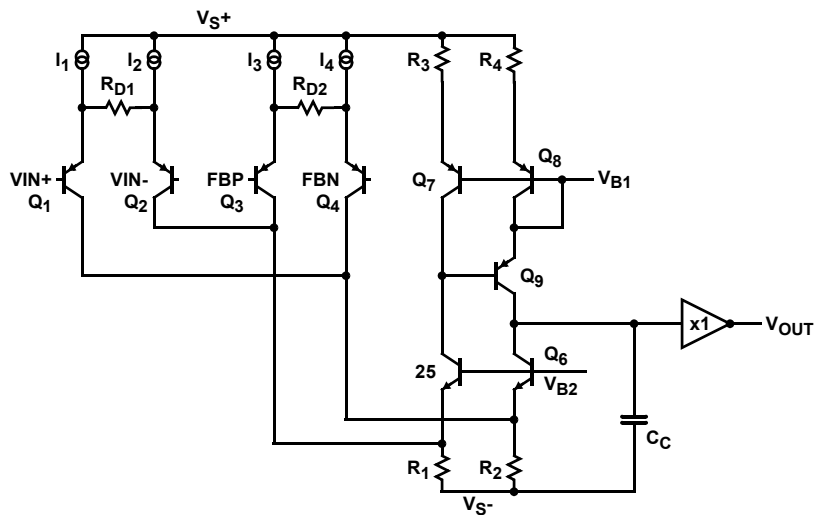 VS+
I1 I2 I3 I4 R3 R4
RD1 RD2
Q8
VIN+ VIN- FBP FBN Q7 VB1
Q1 Q2 Q3 Q4
Q9
x1 VOUT
25 Q6
VB2
CC
R1 R2
VS-